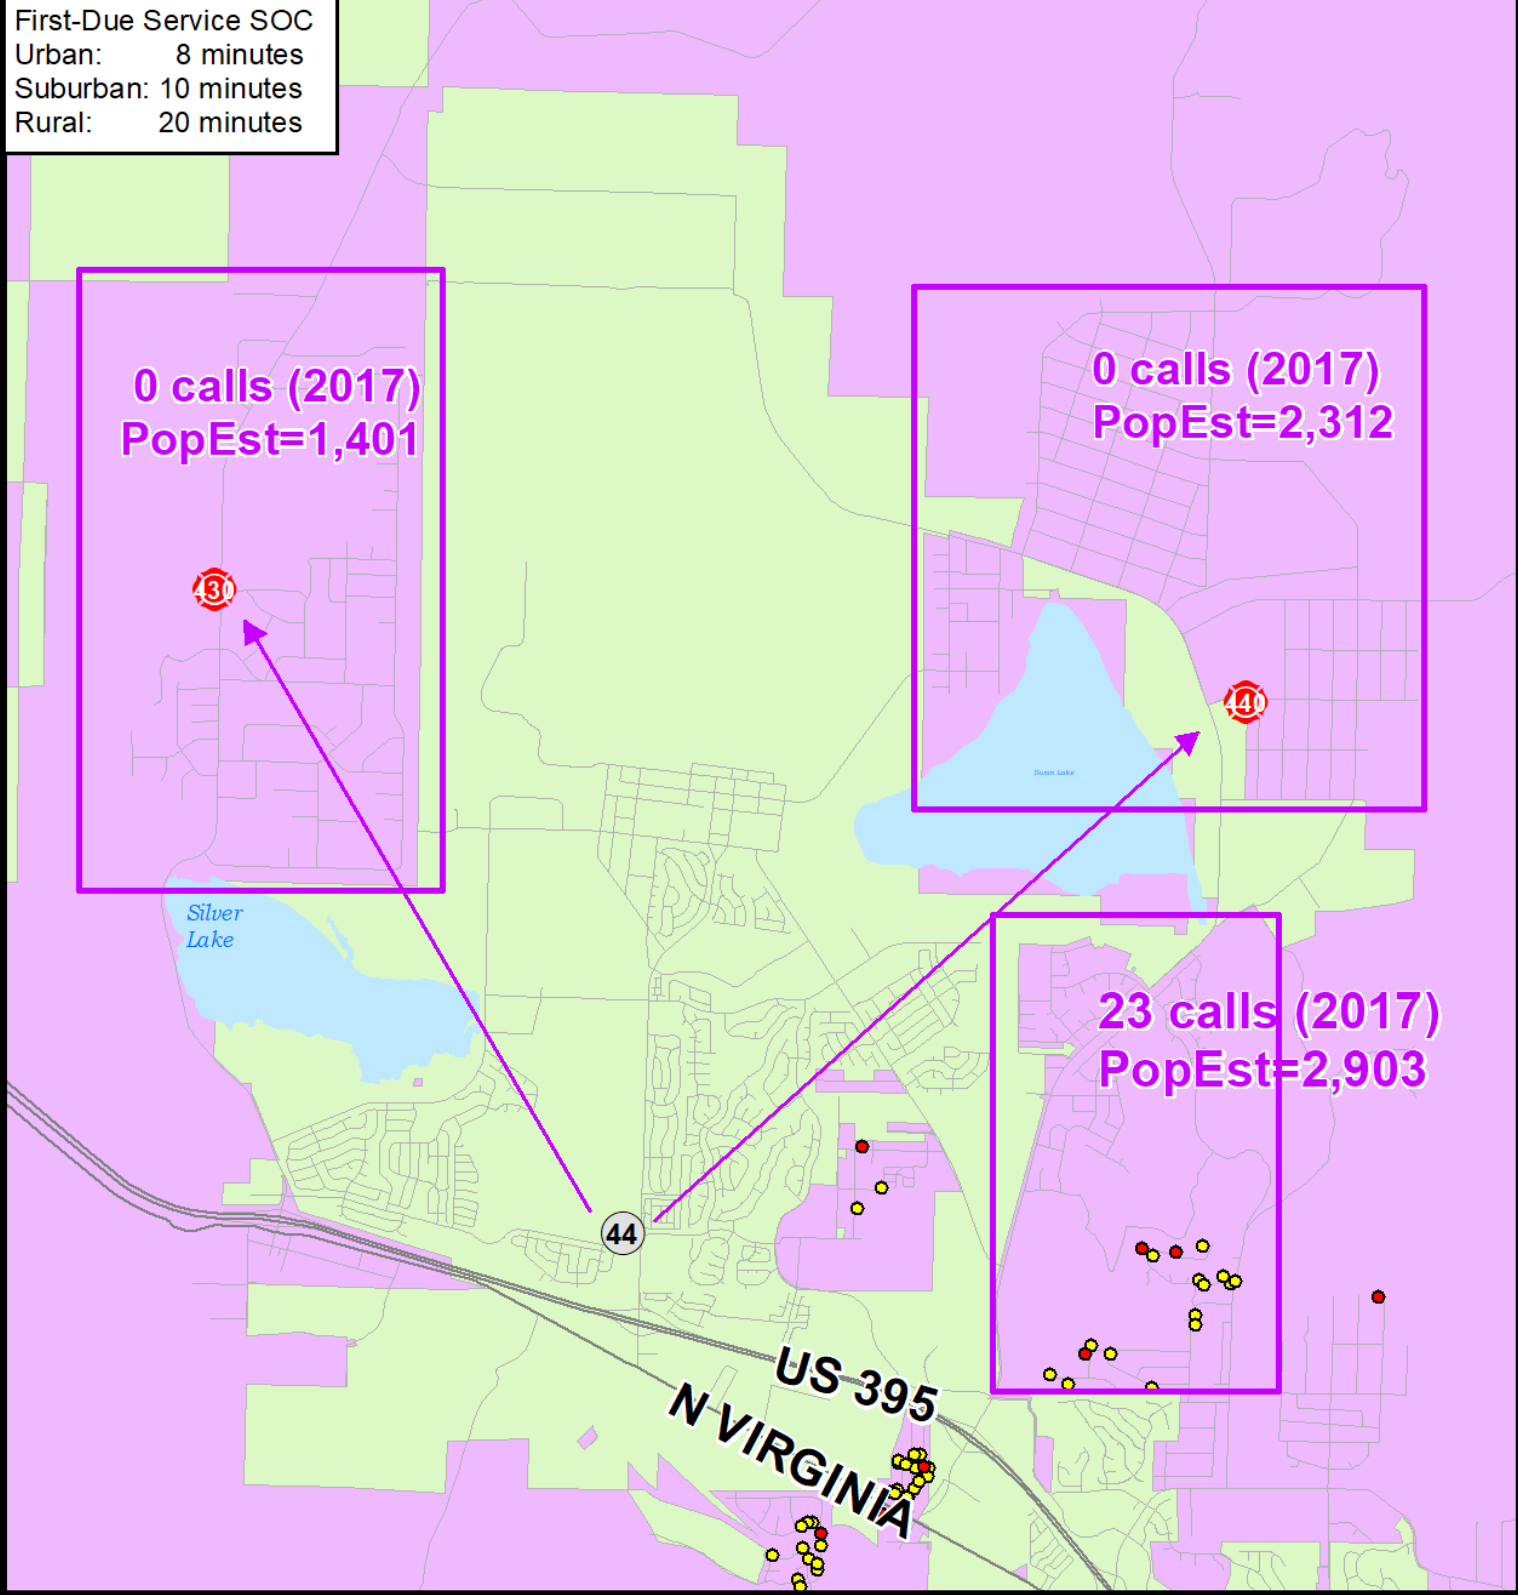 First-Due Service SOC
Urban: 8 minutes
Suburban: 10 minutes
Rural: 20 minutes
0 calls (2017)
PopEst=1,401
0 calls (2017)
PopEst=2,312
430
440
Swan Lake
Silver
Lake
23 calls (2017)
PopEst=2,903
44
US 395
N VIRGINIA